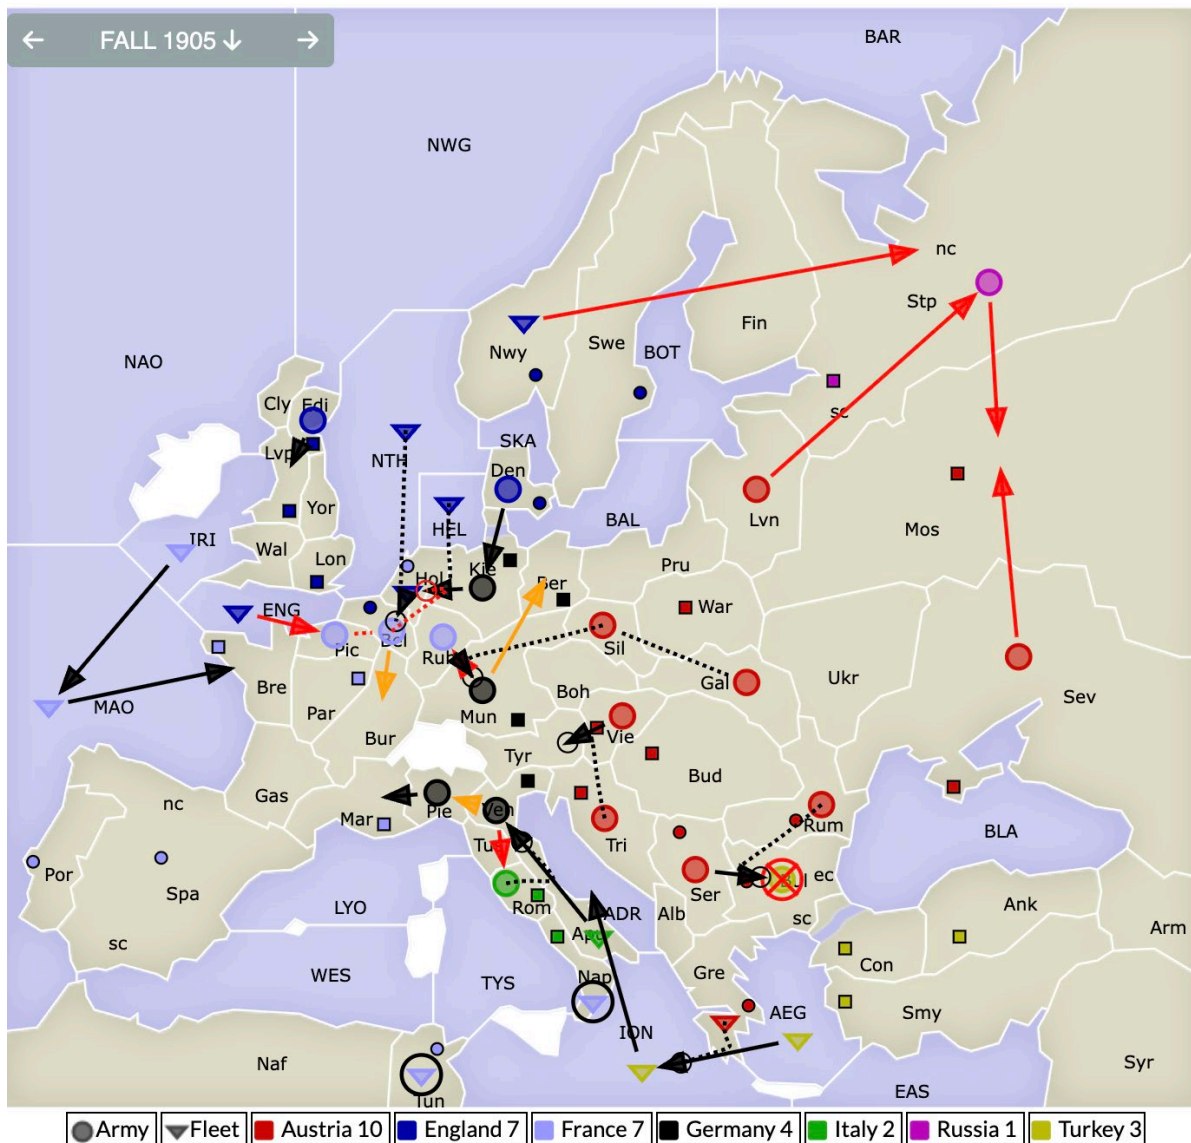 ← FALL 1905 ↓ →
BAR
NWG
nc
Stp
Fin
Swe
BOT
Nwy
NAO
Cly
Edi
sc
SKA
Lvp
NTH
Den
Yor
Lvn
HEL
BAL
Mos
IRI
Wal
Lon
Pru
Hol
Kie
Ber
War
ENG
Pic
Bel
Ruh
Sil
Gal
Ukr
Sev
Bre
Boh
MAO
Par
Mun
Vie
Bur
Tyr
Bud
nc
Gas
Mar
Pie
Ven
Rum
BLA
Tus
Tri
Por
Spa
Ser
Bul
ec
LYO
Rom
ADR
Alb
sc
Ank
Arm
sc
Apu
Con
WES
TYS
Nap
Gre
AEG
Smy
ION
Naf
Syr
Tun
EAS
Army Fleet Austria 10 England 7 France 7 Germany 4 Italy 2 Russia 1 Turkey 3